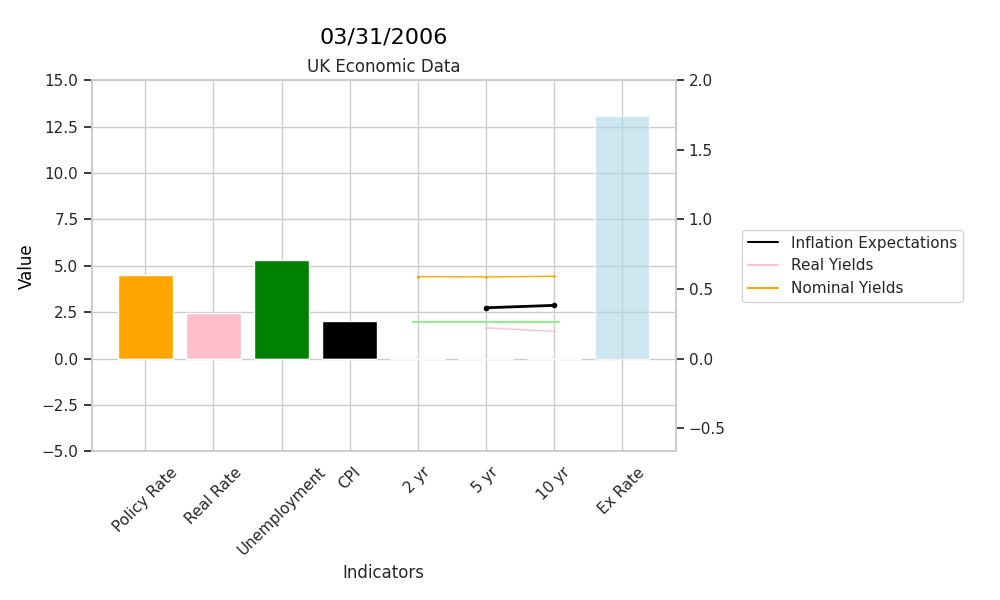 03/31/2006
UK Economic Data
Value
15.0
12.5
10.0
7.5
5.0
2.5
0.0
−2.5
−5.0
2.0
1.5
1.0
0.5
0.0
−0.5
Inflation Expectations
Real Yields
Nominal Yields
Policy Rate
Real Rate
Unemployment
CPI
2 yr
5 yr
10 yr
Ex Rate
Indicators